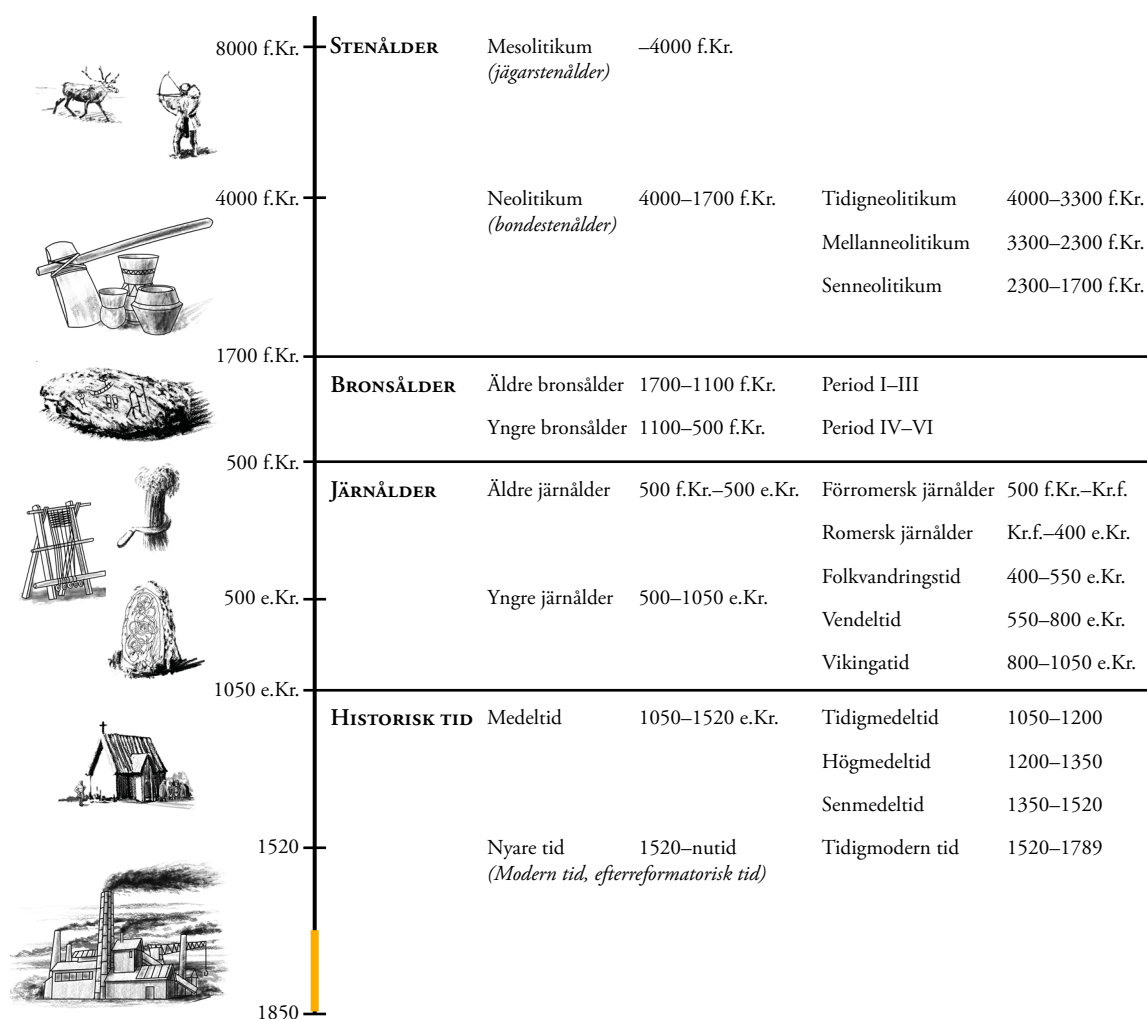 8000 f.Kr. STENÅLDER Mesolitikum –4000 f.Kr.
(jägarstenålder)
4000 f.Kr. Neolitikum 4000–1700 f.Kr. Tidigneolitikum 4000–3300 f.Kr.
(bondestenålder)
Mellanneolitikum 3300–2300 f.Kr.
Senneolitikum 2300–1700 f.Kr.
1700 f.Kr.
BRONSÅLDER Äldre bronsålder 1700–1100 f.Kr. Period I–III
Yngre bronsålder 1100–500 f.Kr. Period IV–VI
500 f.Kr.
JÄRNÅLDER Äldre järnålder 500 f.Kr.–500 e.Kr. Förromersk järnålder 500 f.Kr.–Kr.f.
Romersk järnålder Kr.f.–400 e.Kr.
Folkvandringstid 400–550 e.Kr.
500 e.Kr. Yngre järnålder 500–1050 e.Kr.
Vendeltid 550–800 e.Kr.
Vikingatid 800–1050 e.Kr.
1050 e.Kr.
HISTORISK TID Medeltid 1050–1520 e.Kr. Tidigmedeltid 1050–1200
Högmedeltid 1200–1350
Senmedeltid 1350–1520
1520 Nyare tid 1520–nutid Tidigmodern tid 1520–1789
(Modern tid, efterreformatorisk tid)
1850